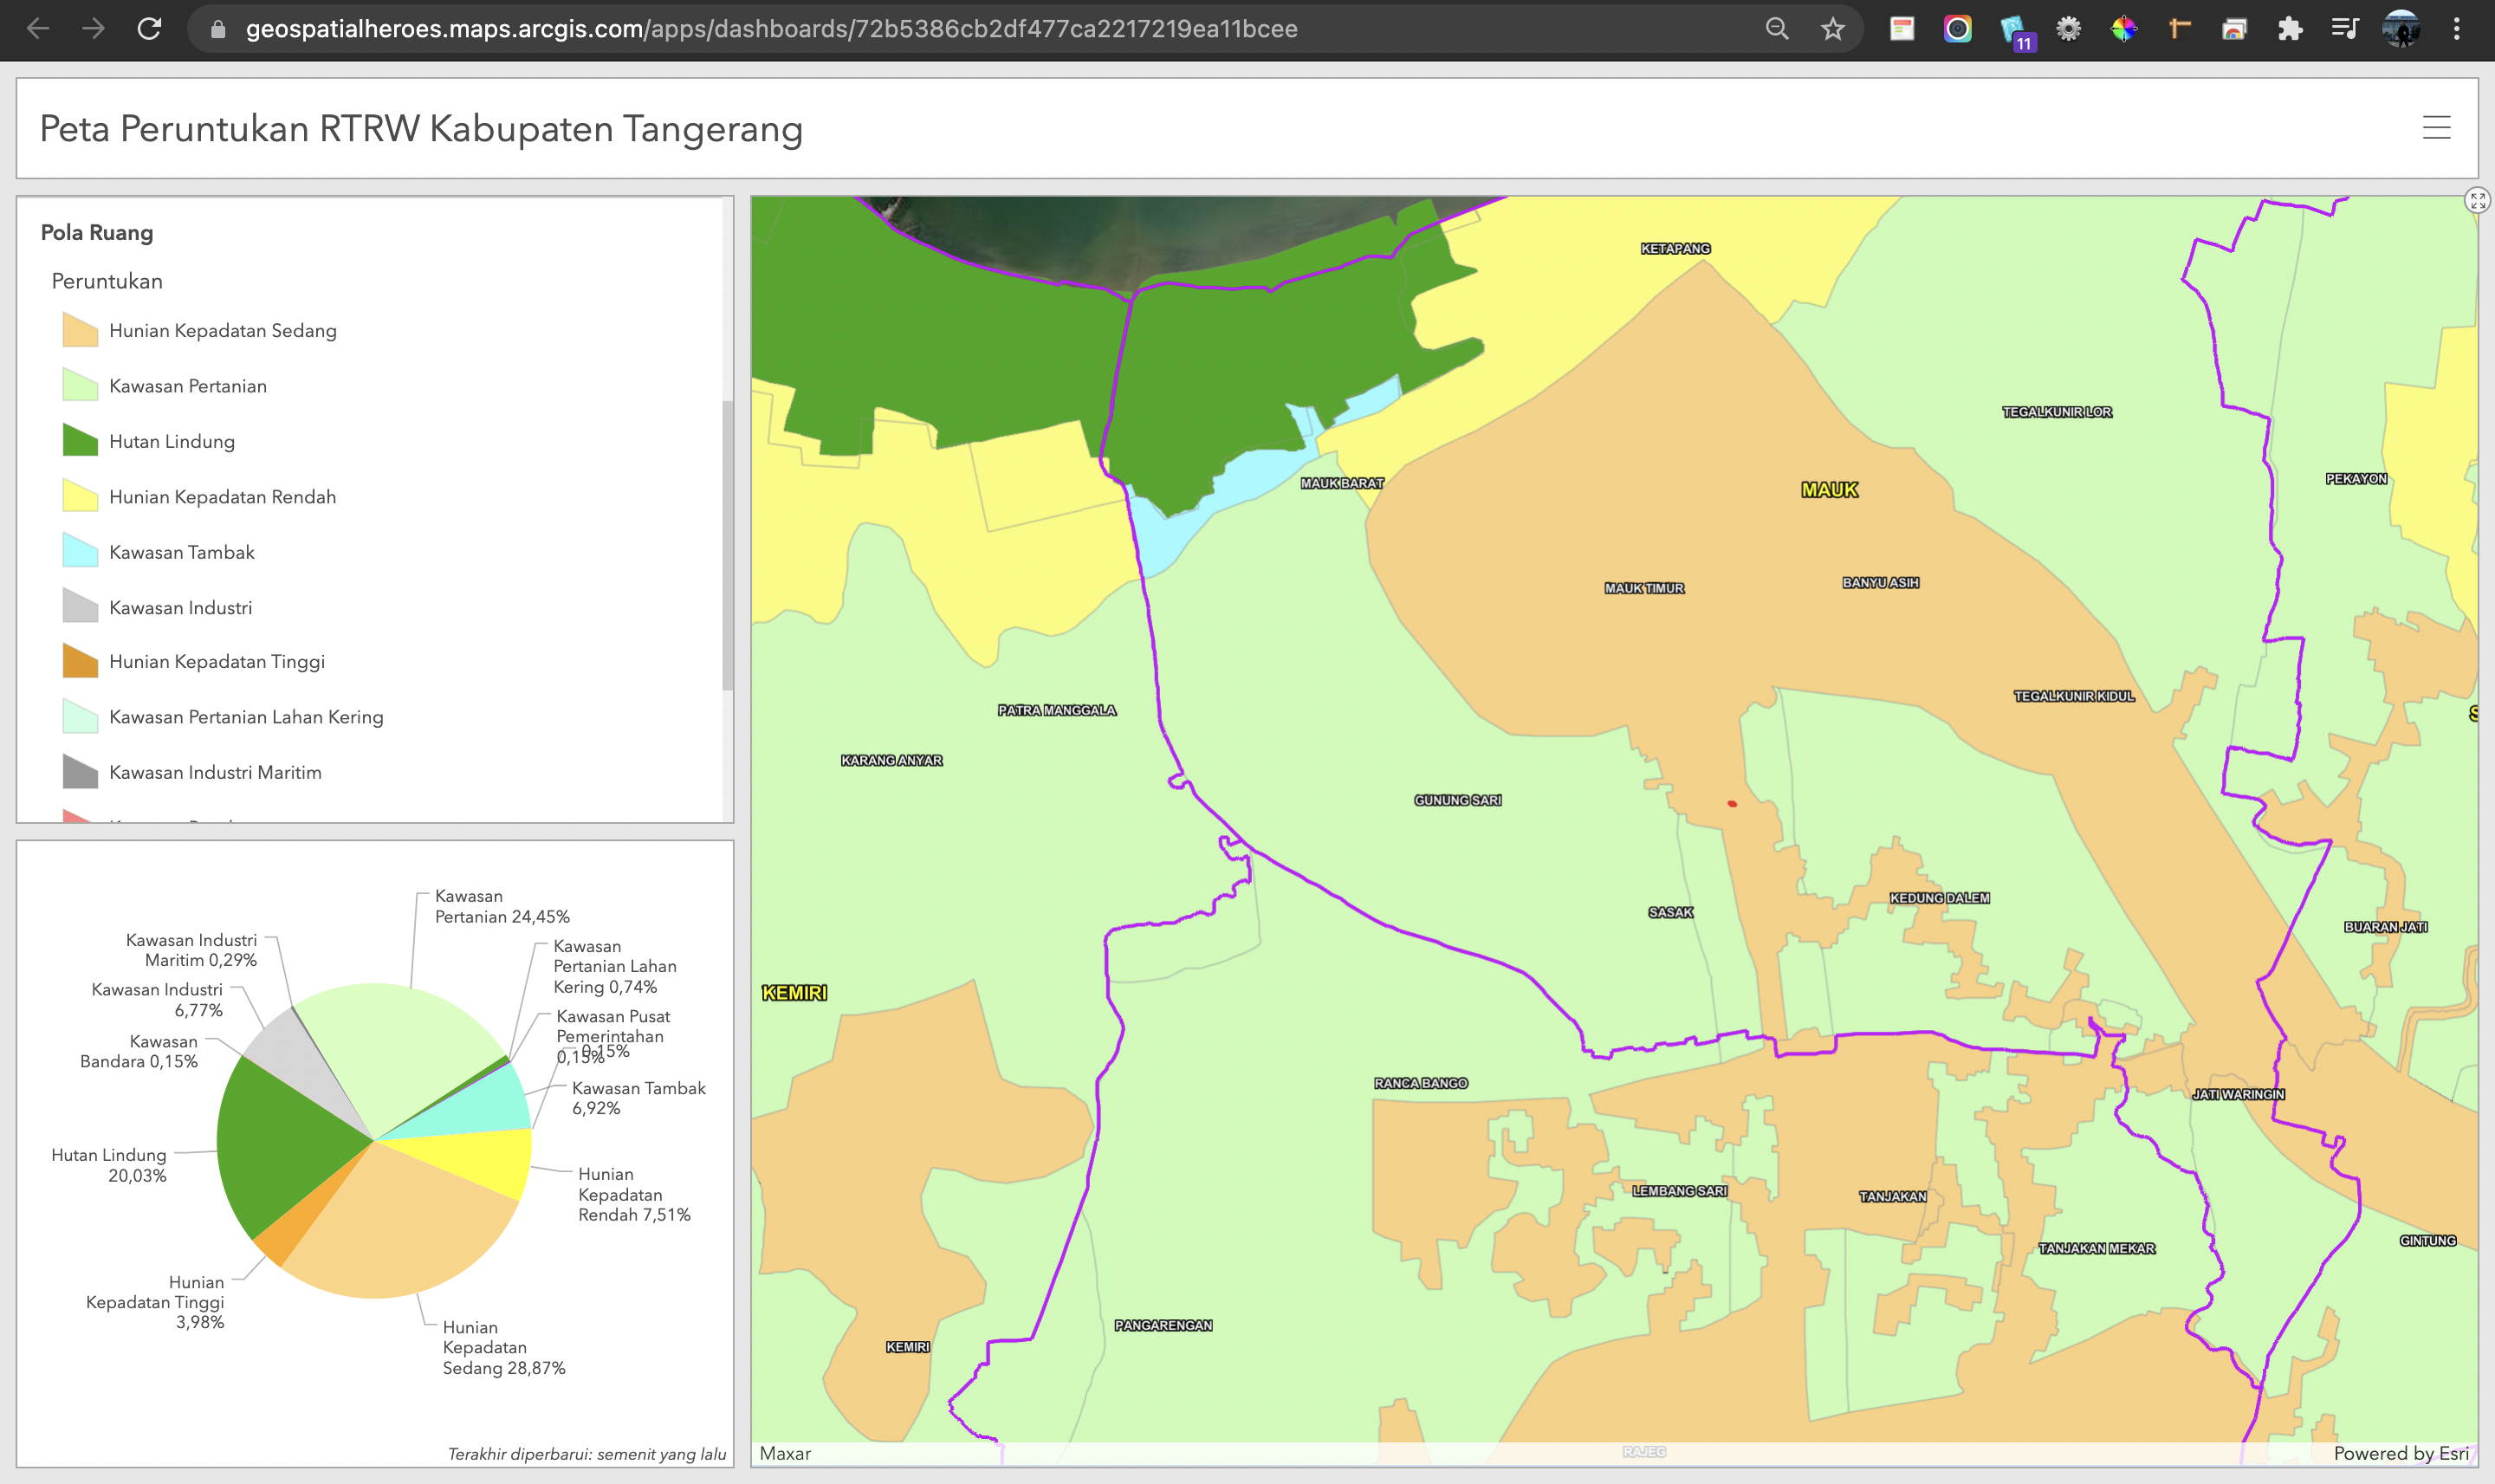 geospatialheroes.maps.arcgis.com/apps/dashboards/72b5386cb2df477ca2217219ea11bcee
11
Peta Peruntukan RTRW Kabupaten Tangerang
Pola Ruang
Peruntukan
Hunian Kepadatan Sedang
Kawasan Pertanian
Hutan Lindung
Hunian Kepadatan Rendah
Kawasan Tambak
Kawasan Industri
Hunian Kepadatan Tinggi
Kawasan Pertanian Lahan Kering
Kawasan Industri Maritim
Kawasan
Pertanian 24,45%
Kawasan Industri
Maritim 0,29%
Kawasan
Pertanian Lahan
Kering 0,74%
Kawasan Industri
6,77%
Kawasan Pusat
Pemerintahan
0,15%
0,15%
Kawasan
Bandara 0,15%
Kawasan Tambak
6,92%
Hutan Lindung
20,03%
Hunian
Kepadatan
Rendah 7,51%
Hunian
Kepadatan Tinggi
3,98%
Hunian
Kepadatan
Sedang 28,87%
Terakhir diperbarui: semenit yang lalu
KETAPANG
TEGALKUNIR LOR
PEKAYON
MAUK BARAT
MAUK
MAUK TIMUR
BANYU ASIH
TEGALKUNIR KIDUL
PATRA MANGGALA
S
KARANG ANYAR
GUNUNG SARI
KEDUNG DALEM
SASAK
BUARAN JATI
KEMIRI
RANCA BANGO
JATI WARINGIN
LEMBANG SARI
TANJAKAN
GINTUNG
TANJAKAN MEKAR
PANGARENGAN
KEMIRI
RAJEG
Maxar
Powered by Esri